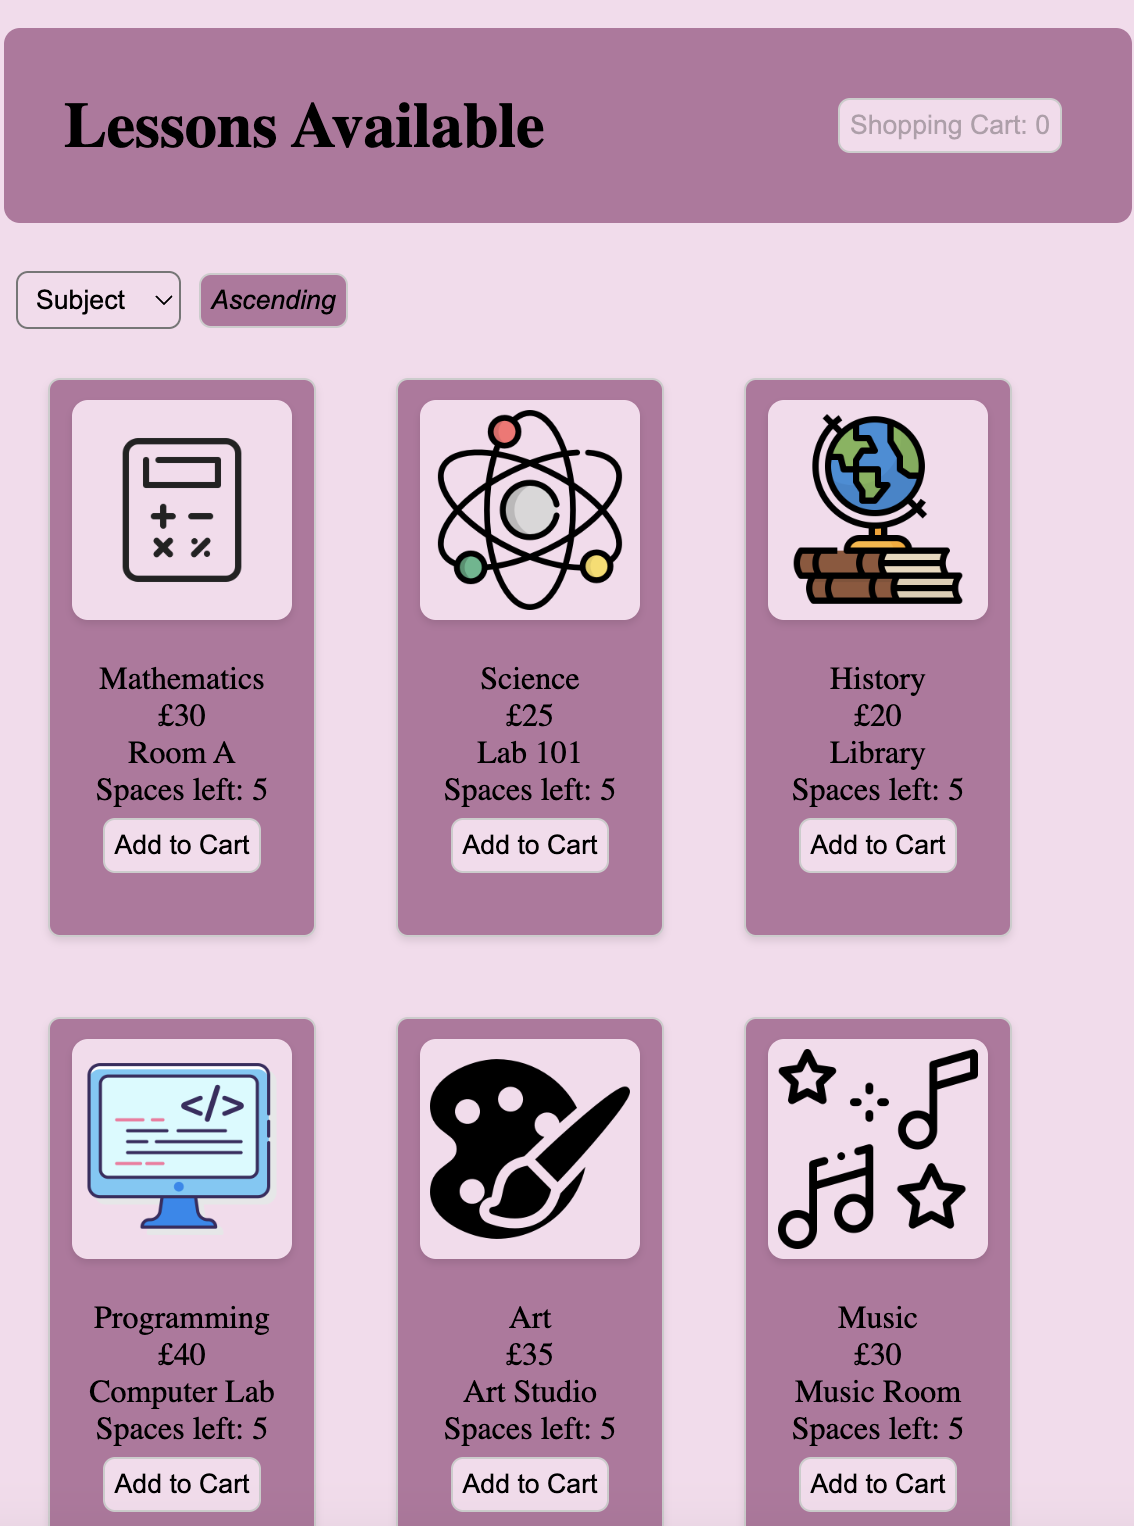 Lessons Available
Shopping Cart: 0
Subject
Ascending
Mathematics
£30
Room A
Spaces left: 5
Add to Cart
Science
£25
Lab 101
Spaces left: 5
Add to Cart
History
£20
Library
Spaces left: 5
Add to Cart
</>
Programming
£40
Computer Lab
Spaces left: 5
Add to Cart
Art
£35
Art Studio
Spaces left: 5
Add to Cart
Music
£30
Music Room
Spaces left: 5
Add to Cart